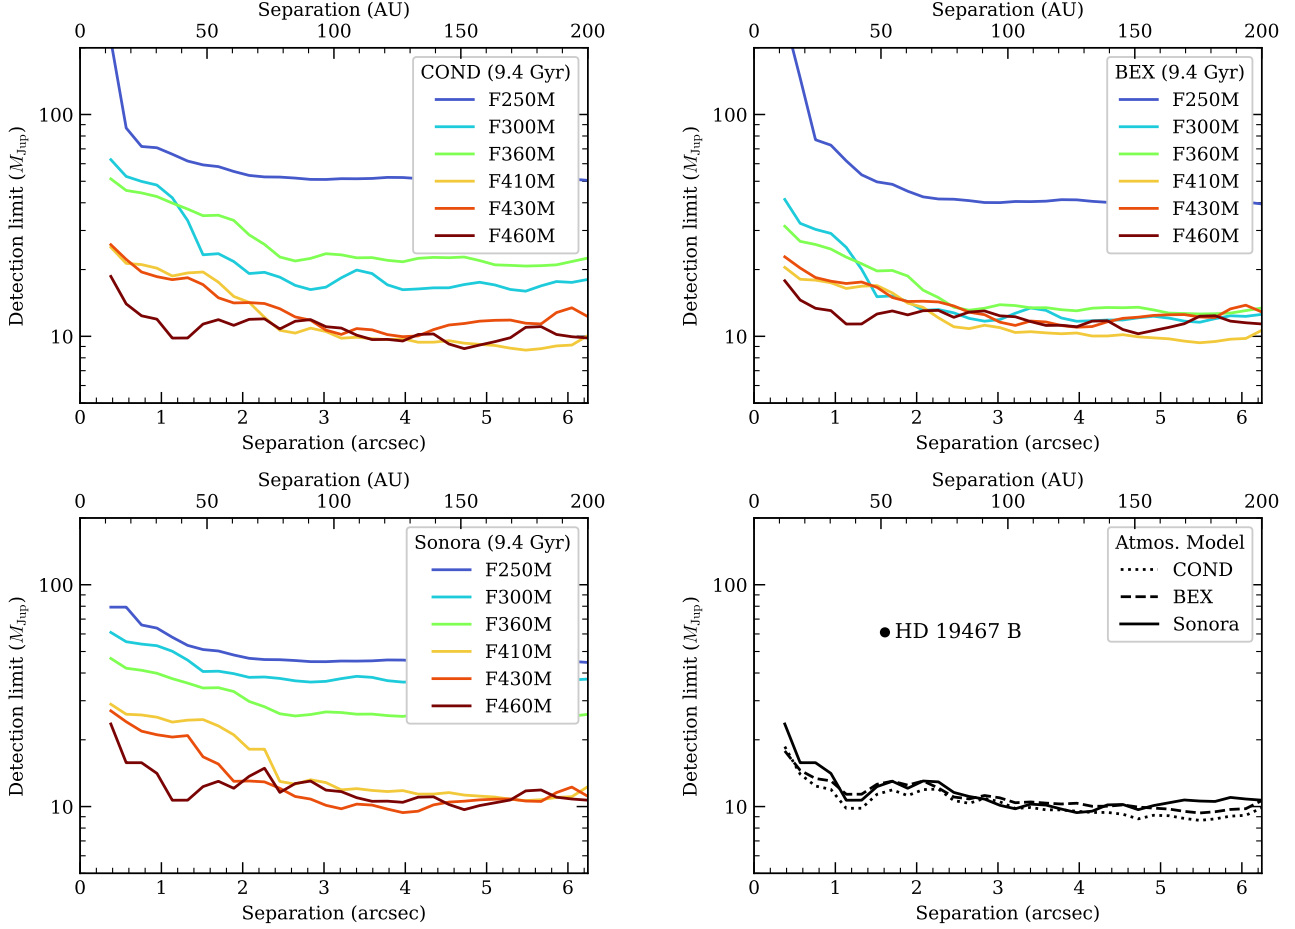 Separation (AU)
0 50 100 150 200
100
10
Detection limit (M_Jup)
COND (9.4 Gyr)
F250M
F300M
F360M
F410M
F430M
F460M
0 1 2 3 4 5 6
Separation (arcsec)
Separation (AU)
0 50 100 150 200
100
10
Detection limit (M_Jup)
BEX (9.4 Gyr)
F250M
F300M
F360M
F410M
F430M
F460M
0 1 2 3 4 5 6
Separation (arcsec)
Separation (AU)
0 50 100 150 200
100
10
Detection limit (M_Jup)
Sonora (9.4 Gyr)
F250M
F300M
F360M
F410M
F430M
F460M
0 1 2 3 4 5 6
Separation (arcsec)
Separation (AU)
0 50 100 150 200
100
10
Detection limit (M_Jup)
Atmos. Model
COND
BEX
Sonora
HD 19467 B
0 1 2 3 4 5 6
Separation (arcsec)